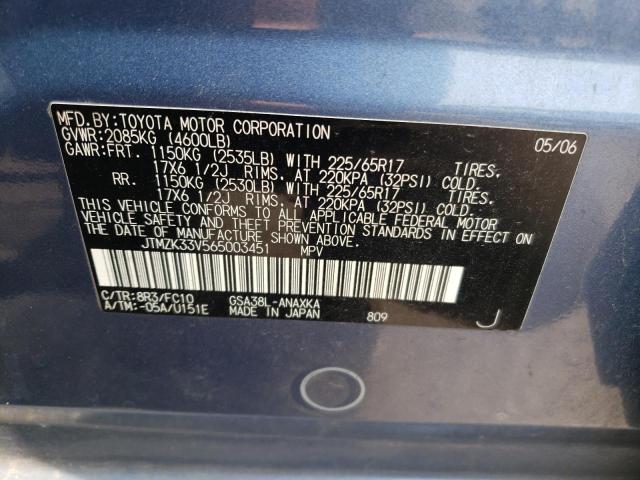 MFD.BY:TOYOTA MOTOR CORPORATION 05/06
GVWR:2085KG (4600LB)
GAWR:FRT. 1150KG (2535LB) WITH 225/65R17 TIRES.
17X6 1/2J RIMS. AT 220KPA (32PSI) COLD.
RR. 1150KG (2530LB) WITH 225/65R17 TIRES.
17X6 1/2J RIMS. AT 220KPA (32PSI) COLD.
THIS VEHICLE CONFORMS TO ALL APPLICABLE FEDERAL MOTOR
VEHICLE SAFETY AND THEFT PREVENTION STANDARDS IN EFFECT ON
THE DATE OF MANUFACTURE SHOWN ABOVE.
JTMZK33V565003451 MPV
C/TR:8R3/FC10 GSA38L-ANAXKA
A/TM:-05A/U151E MADE IN JAPAN 809 J